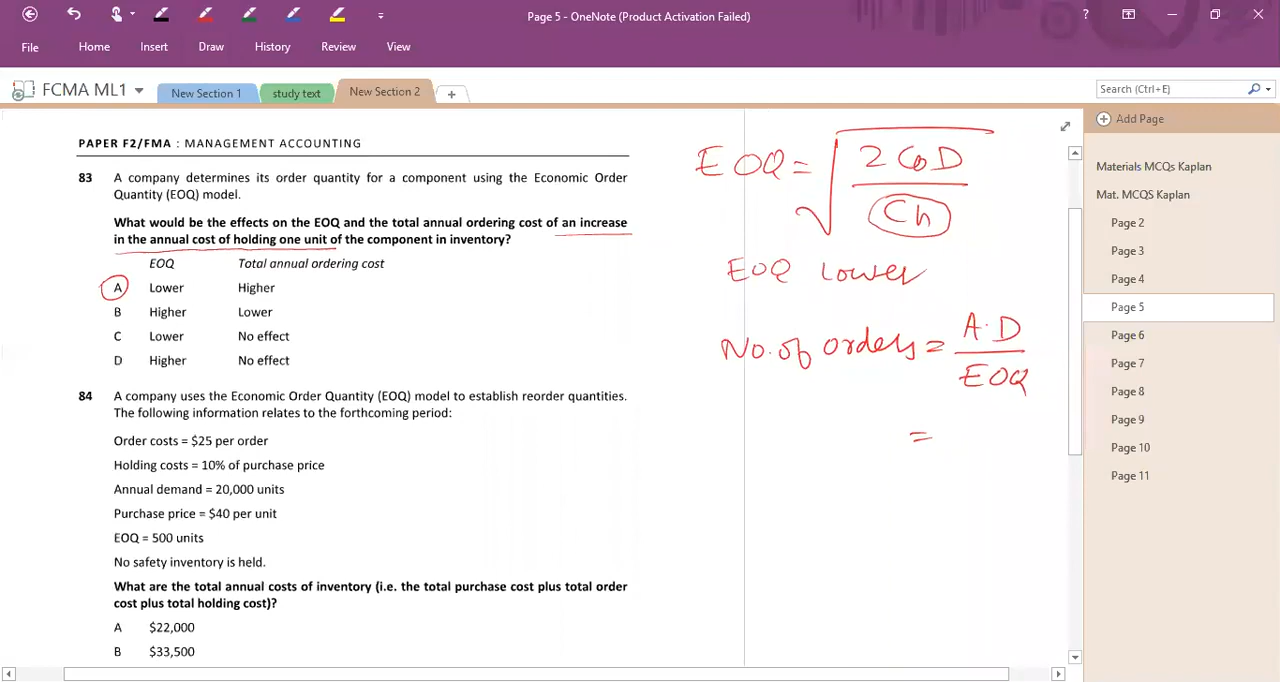 Page 5 - OneNote (Product Activation Failed)
File Home Insert Draw History Review View
FCMA ML1 New Section 1 study text New Section 2
Search (Ctrl+E)
Add Page
Materials MCQs Kaplan
Mat. MCQS Kaplan
Page 2
Page 3
Page 4
Page 5
Page 6
Page 7
Page 8
Page 9
Page 10
Page 11
PAPER F2/FMA : MANAGEMENT ACCOUNTING
83 A company determines its order quantity for a component using the Economic Order
Quantity (EOQ) model.
What would be the effects on the EOQ and the total annual ordering cost of an increase
in the annual cost of holding one unit of the component in inventory?
EOQ Total annual ordering cost
A Lower Higher
B Higher Lower
C Lower No effect
D Higher No effect
84 A company uses the Economic Order Quantity (EOQ) model to establish reorder quantities.
The following information relates to the forthcoming period:
Order costs = $25 per order
Holding costs = 10% of purchase price
Annual demand = 20,000 units
Purchase price = $40 per unit
EOQ = 500 units
No safety inventory is held.
What are the total annual costs of inventory (i.e. the total purchase cost plus total order
cost plus total holding cost)?
A $22,000
B $33,500
EOQ = √ 2 Co D
Ch
EOQ Lower
No. of orders = A.D
EOQ
=